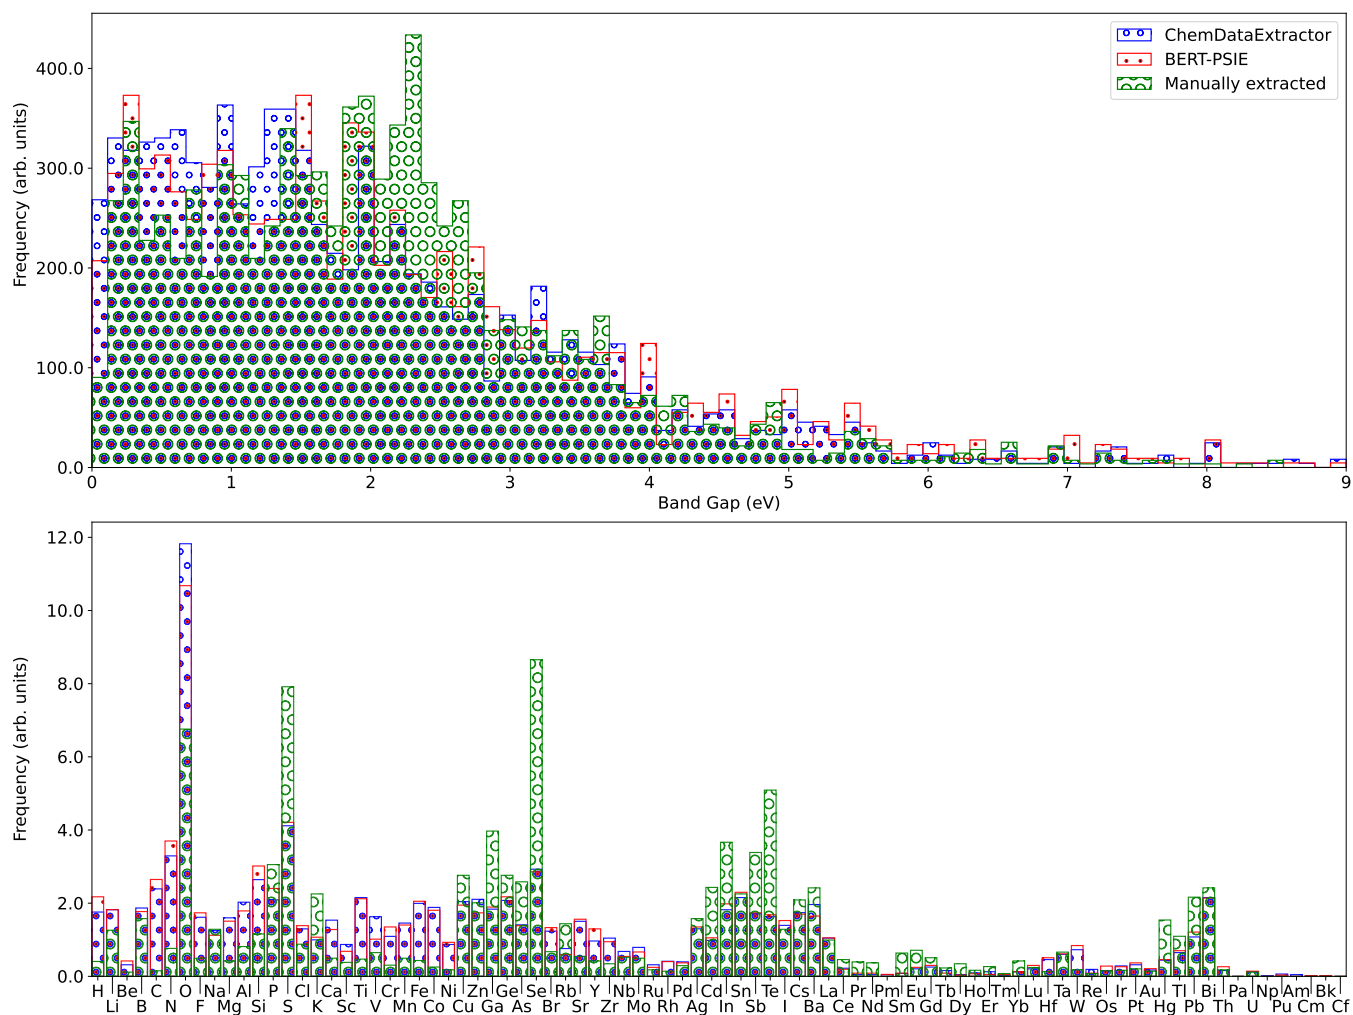 ChemDataExtractor
BERT-PSIE
Manually extracted
Frequency (arb. units)
400.0
300.0
200.0
100.0
0.0
0 1 2 3 4 5 6 7 8 9
Band Gap (eV)
Frequency (arb. units)
12.0
10.0
8.0
6.0
4.0
2.0
0.0
H Be C O Na Al P Cl Ca Ti Cr Fe Ni Zn Ge Se Rb Y Nb Ru Pd Cd Sn Te Cs La Pr Pm Eu Tb Ho Tm Lu Ta Re Ir Au Tl Bi Pa Np Am Bk
Li B N F Mg Si S K Sc V Mn Co Cu Ga As Br Sr Zr Mo Rh Ag In Sb I Ba Ce Nd Sm Gd Dy Er Yb Hf W Os Pt Hg Pb Th U Pu Cm Cf